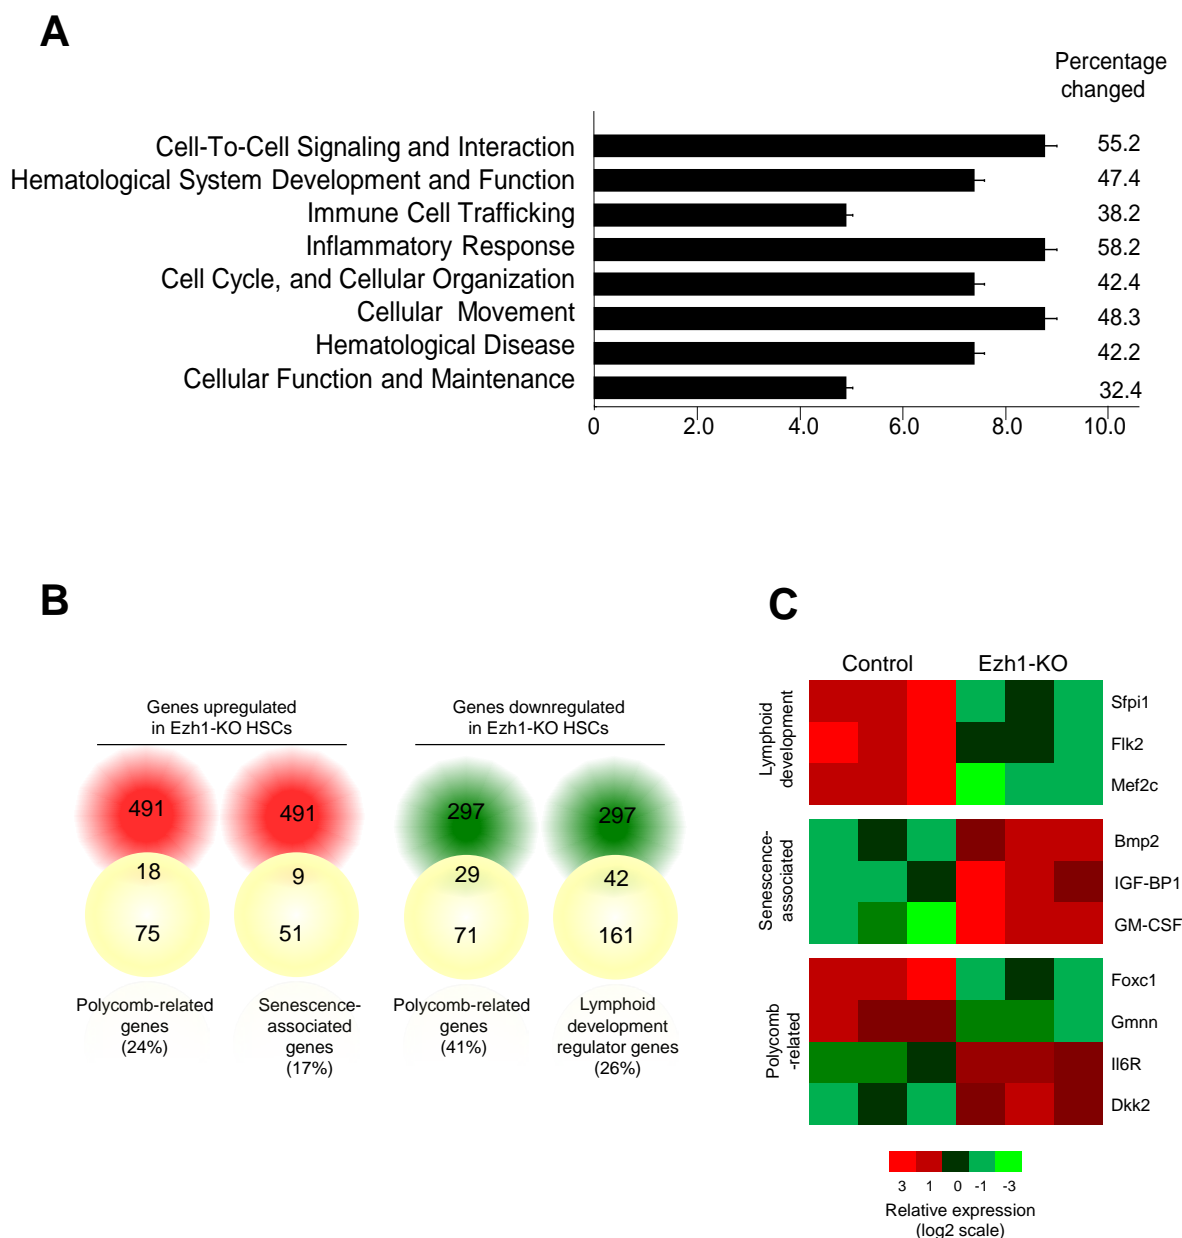 A
Percentage
changed
Cell-To-Cell Signaling and Interaction 55.2
Hematological System Development and Function 47.4
Immune Cell Trafficking 38.2
Inflammatory Response 58.2
Cell Cycle, and Cellular Organization 42.4
Cellular Movement 48.3
Hematological Disease 42.2
Cellular Function and Maintenance 32.4
0 2.0 4.0 6.0 8.0 10.0
B
Genes upregulated
in Ezh1-KO HSCs
Genes downregulated
in Ezh1-KO HSCs
491 491 297 297
18 9 29 42
75 51 71 161
Polycomb-related
genes
(24%)
Senescence-
associated
genes
(17%)
Polycomb-related
genes
(41%)
Lymphoid
development
regulator genes
(26%)
C
Control Ezh1-KO
Lymphoid
development
Sfpi1
Flk2
Mef2c
Senescence-
associated
Bmp2
IGF-BP1
GM-CSF
Polycomb
-related
Foxc1
Gmnn
Il6R
Dkk2
3 1 0 -1 -3
Relative expression
(log2 scale)